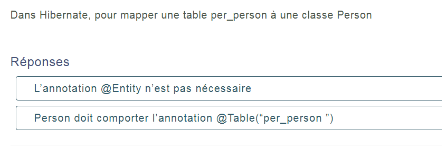 Dans Hibernate, pour mapper une table per_person à une classe Person
Réponses
L'annotation @Entity n'est pas nécessaire
Person doit comporter l'annotation @Table("per_person ")